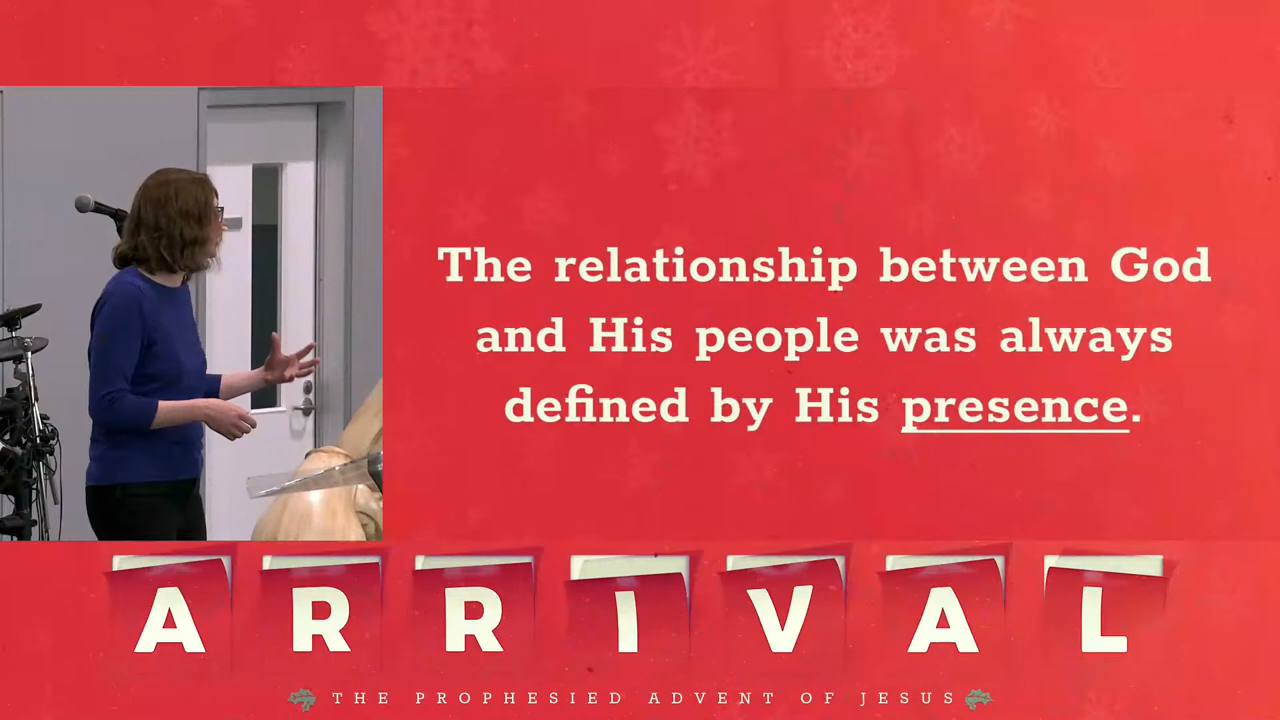 The relationship between God
and His people was always
defined by His presence.
ARRIVAL
THE PROPHESIED ADVENT OF JESUS